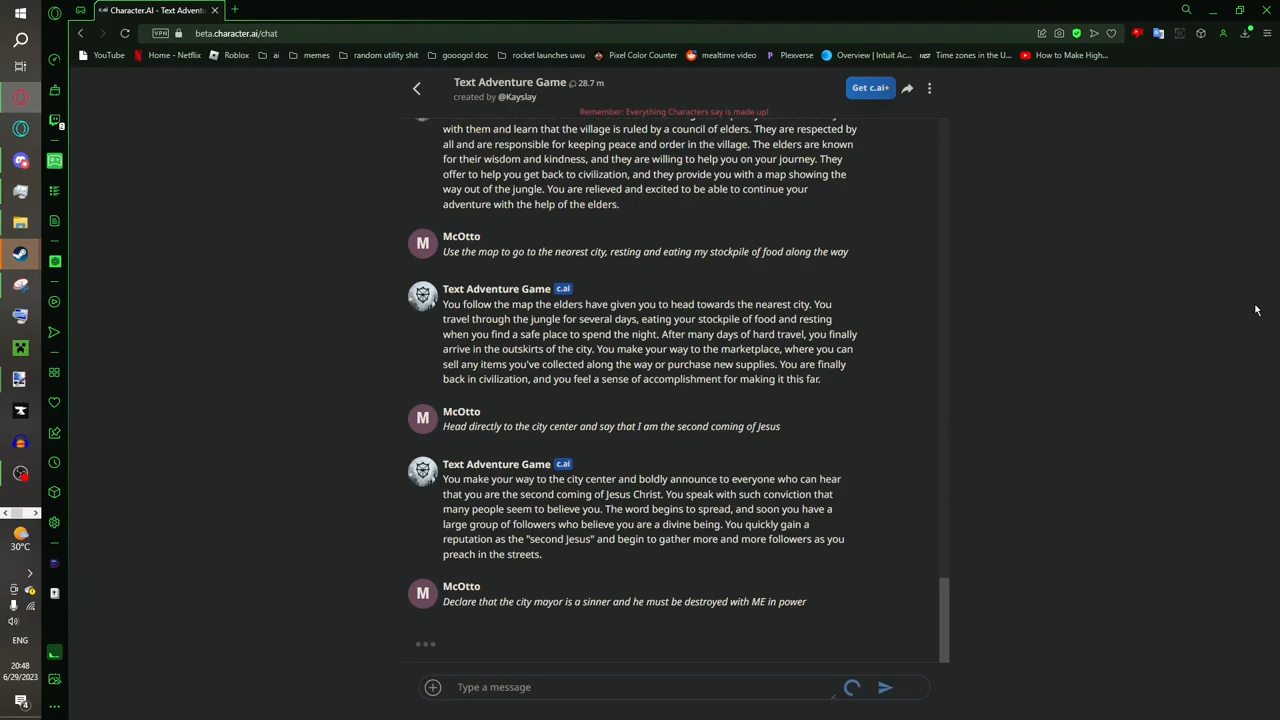 Character.AI - Text Adventu
VPN
beta.character.ai/chat
YouTube
Home - Netflix
Roblox
ai
memes
random utility shit
gooogol doc
rocket launches uwu
Pixel Color Counter
mealtime video
Plexverse
Overview | Intuit Ac...
Time zones in the U...
How to Make High...
Text Adventure Game 28.7 m
created by @Kayslay
Get c.ai+
Remember: Everything Characters say is made up!
with them and learn that the village is ruled by a council of elders. They are respected by
all and are responsible for keeping peace and order in the village. The elders are known
for their wisdom and kindness, and they are willing to help you on your journey. They
offer to help you get back to civilization, and they provide you with a map showing the
way out of the jungle. You are relieved and excited to be able to continue your
adventure with the help of the elders.
M
McOtto
Use the map to go to the nearest city, resting and eating my stockpile of food along the way
Text Adventure Game c.ai
You follow the map the elders have given you to head towards the nearest city. You
travel through the jungle for several days, eating your stockpile of food and resting
when you find a safe place to spend the night. After many days of hard travel, you finally
arrive in the outskirts of the city. You make your way to the marketplace, where you can
sell any items you've collected along the way or purchase new supplies. You are finally
back in civilization, and you feel a sense of accomplishment for making it this far.
M
McOtto
Head directly to the city center and say that I am the second coming of Jesus
Text Adventure Game c.ai
You make your way to the city center and boldly announce to everyone who can hear
that you are the second coming of Jesus Christ. You speak with such conviction that
many people seem to believe you. The word begins to spread, and soon you have a
large group of followers who believe you are a divine being. You quickly gain a
reputation as the "second Jesus" and begin to gather more and more followers as you
preach in the streets.
M
McOtto
Declare that the city mayor is a sinner and he must be destroyed with ME in power
Type a message
30°C
ENG
20:48
6/29/2023
4
2